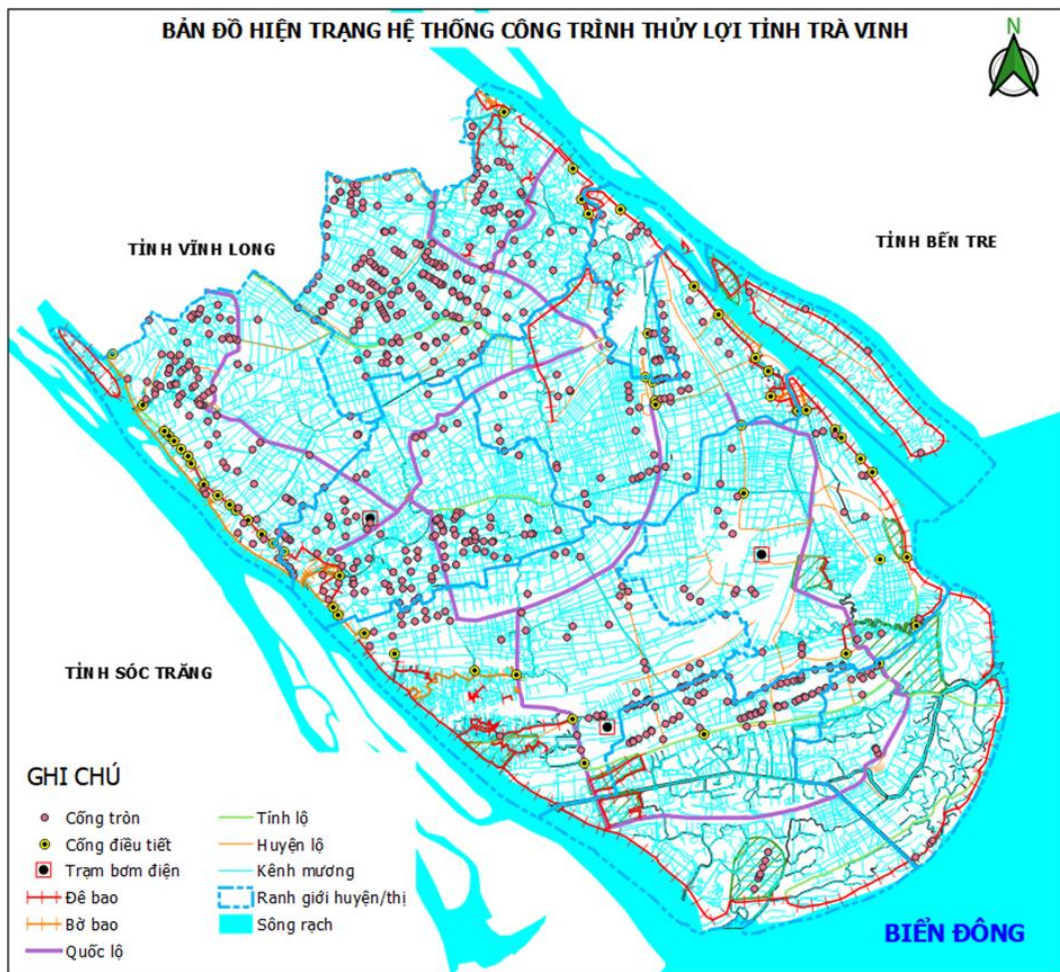 BẢN ĐỒ HIỆN TRẠNG HỆ THỐNG CÔNG TRÌNH THỦY LỢI TỈNH TRÀ VINH
N
TỈNH VĨNH LONG
TỈNH BẾN TRE
TỈNH SÓC TRĂNG
GHI CHÚ
Cống tròn
Cống điều tiết
Trạm bơm điện
Đê bao
Bờ bao
Quốc lộ
Tỉnh lộ
Huyện lộ
Kênh mương
Ranh giới huyện/thị
Sông rạch
BIỂN ĐÔNG